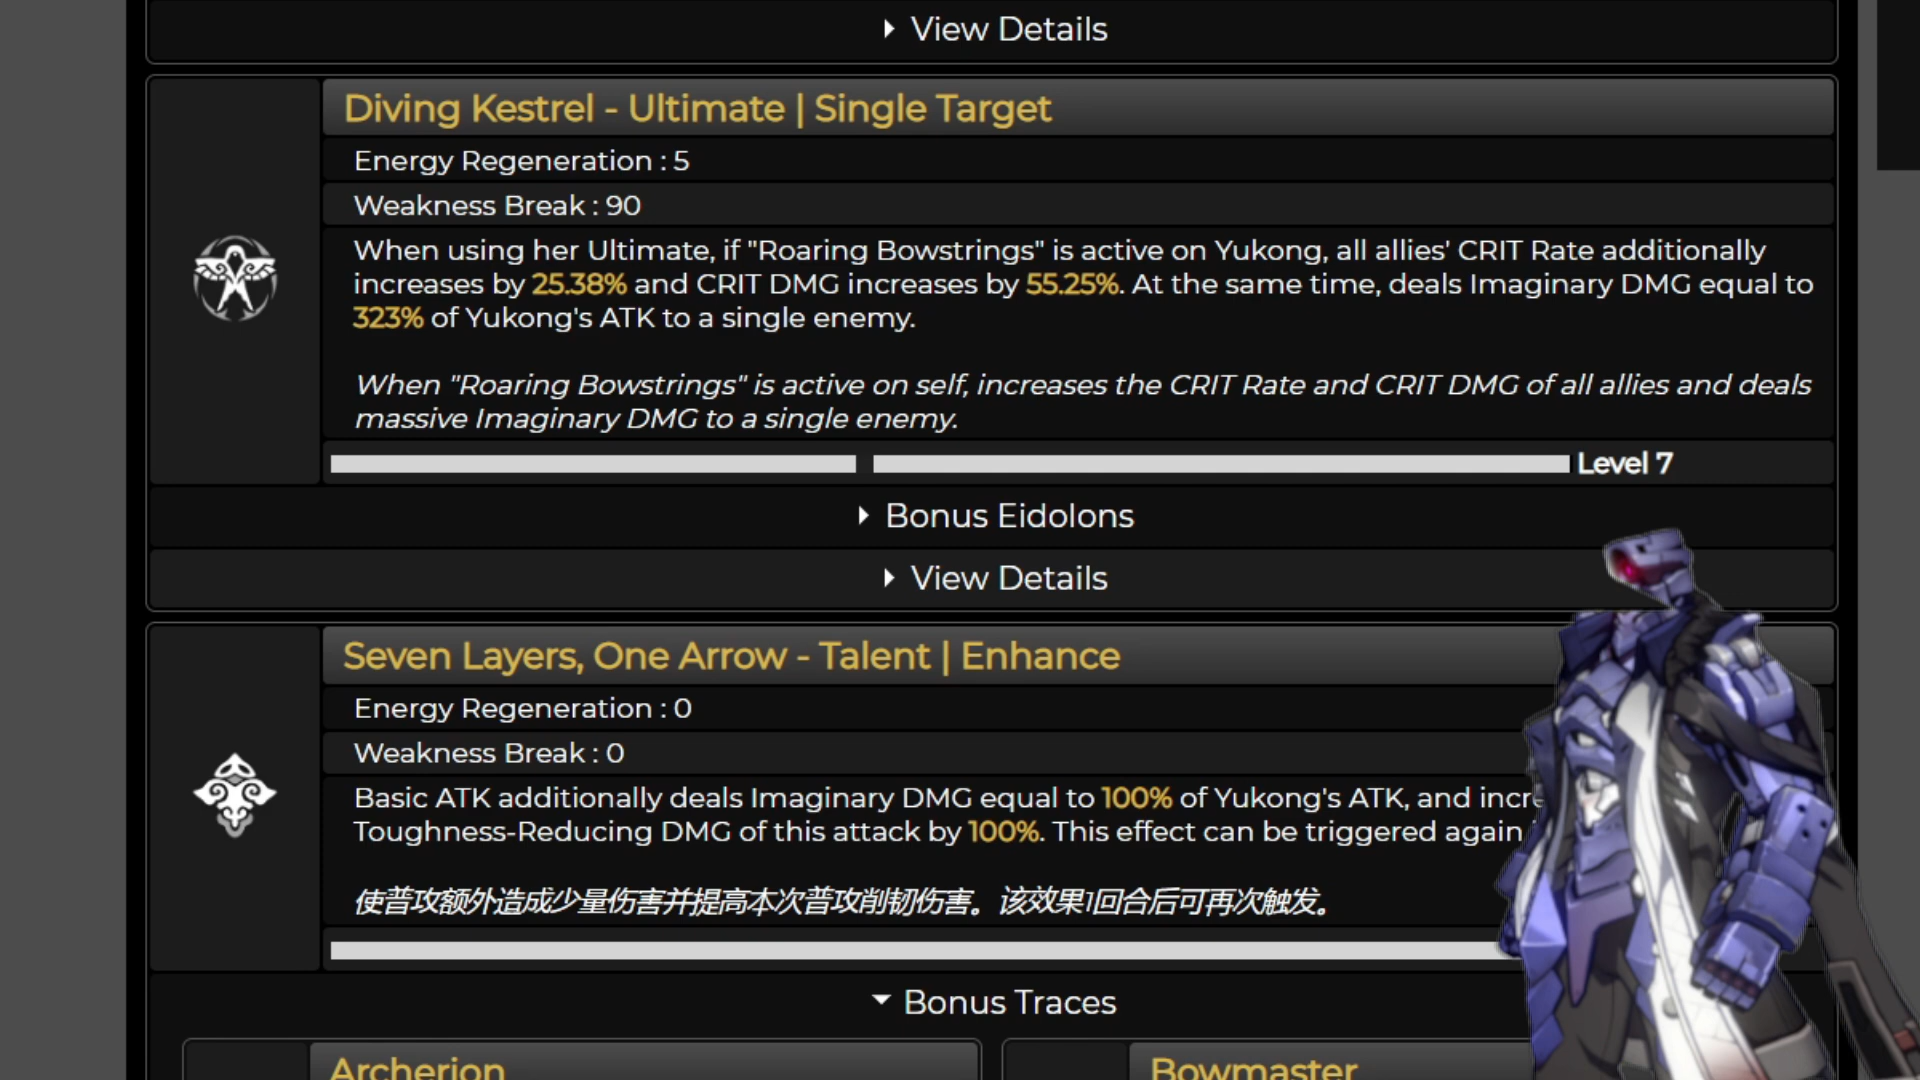 View Details
Diving Kestrel - Ultimate | Single Target
Energy Regeneration : 5
Weakness Break : 90
When using her Ultimate, if "Roaring Bowstrings" is active on Yukong, all allies' CRIT Rate additionally
increases by 25.38% and CRIT DMG increases by 55.25%. At the same time, deals Imaginary DMG equal to
323% of Yukong's ATK to a single enemy.
When "Roaring Bowstrings" is active on self, increases the CRIT Rate and CRIT DMG of all allies and deals
massive Imaginary DMG to a single enemy.
Level 7
Bonus Eidolons
View Details
Seven Layers, One Arrow - Talent | Enhance
Energy Regeneration : 0
Weakness Break : 0
Basic ATK additionally deals Imaginary DMG equal to 100% of Yukong's ATK, and
Toughness-Reducing DMG of this attack by 100%. This effect can be triggered again
使普攻额外造成少量伤害并提高本次普攻削韧伤害。该效果1回合后可再次触发。
Bonus Traces
Archerion
Bowmaster